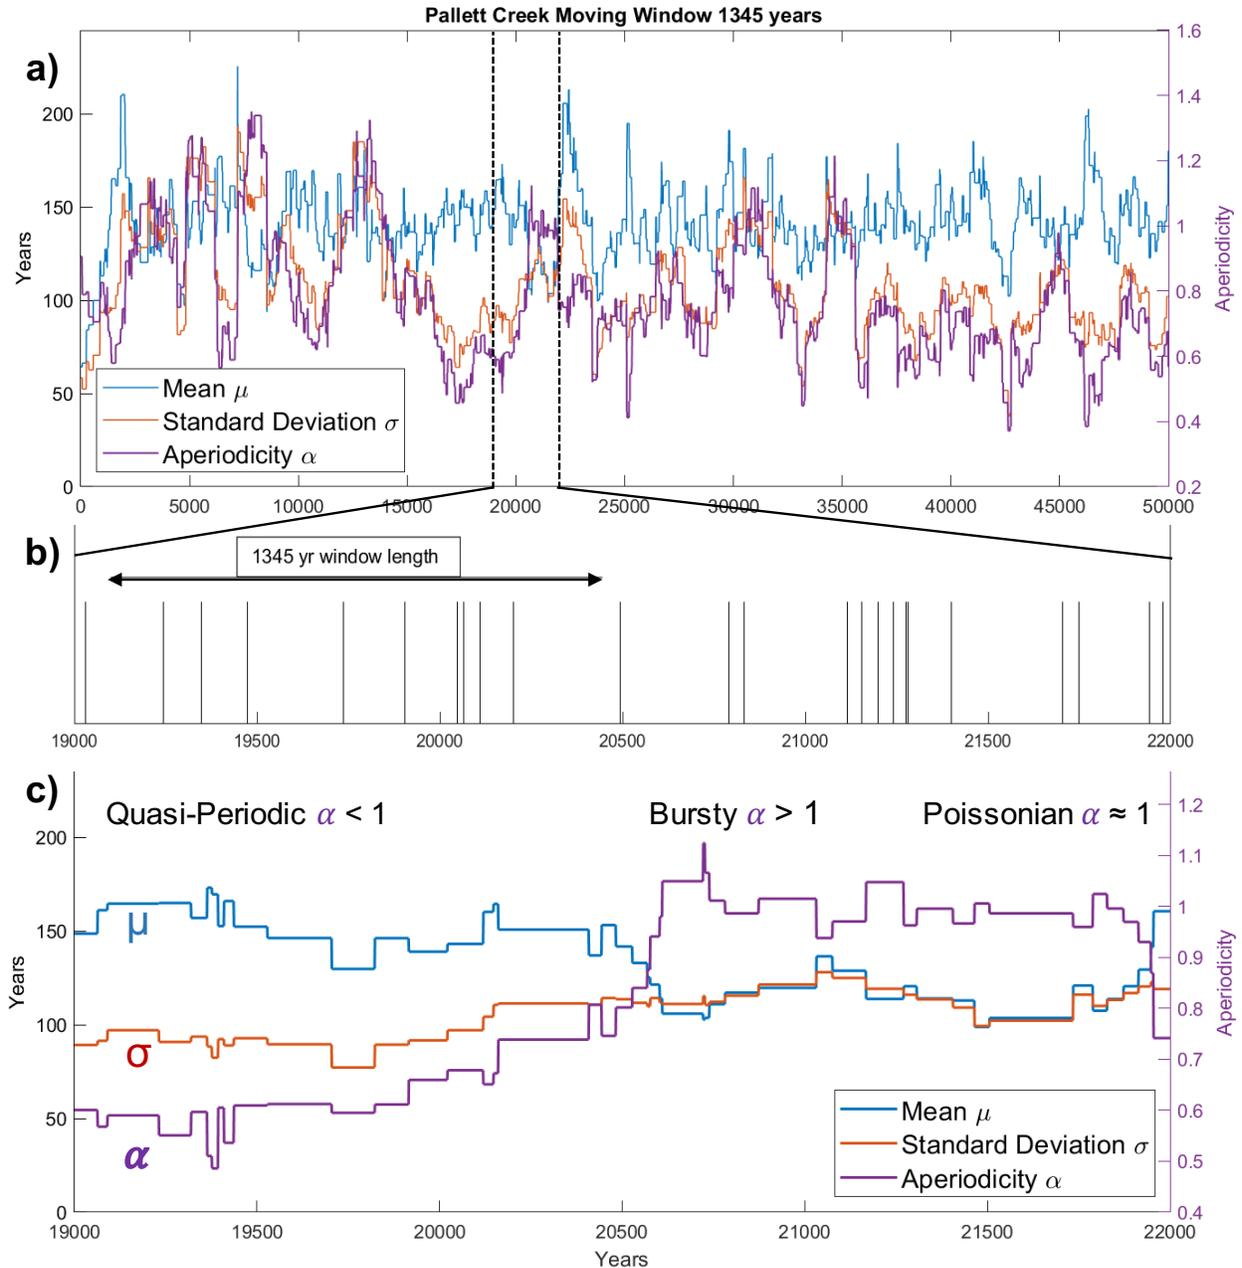 Pallett Creek Moving Window 1345 years
a)
1.6
1.4
1.2
1
0.8
0.6
0.4
0.2
Aperiodicity
200
150
100
50
0
Years
Mean μ
Standard Deviation σ
Aperiodicity α
0 5000 10000 15000 20000 25000 30000 35000 40000 45000 50000
b)
1345 yr window length
19000 19500 20000 20500 21000 21500 22000
c)
Quasi-Periodic α < 1 Bursty α > 1 Poissonian α ≈ 1
200
150
100
50
0
Years
μ
σ
α
1.2
1.1
1
0.9
0.8
0.7
0.6
0.5
0.4
Aperiodicity
Mean μ
Standard Deviation σ
Aperiodicity α
19000 19500 20000 20500 21000 21500 22000
Years